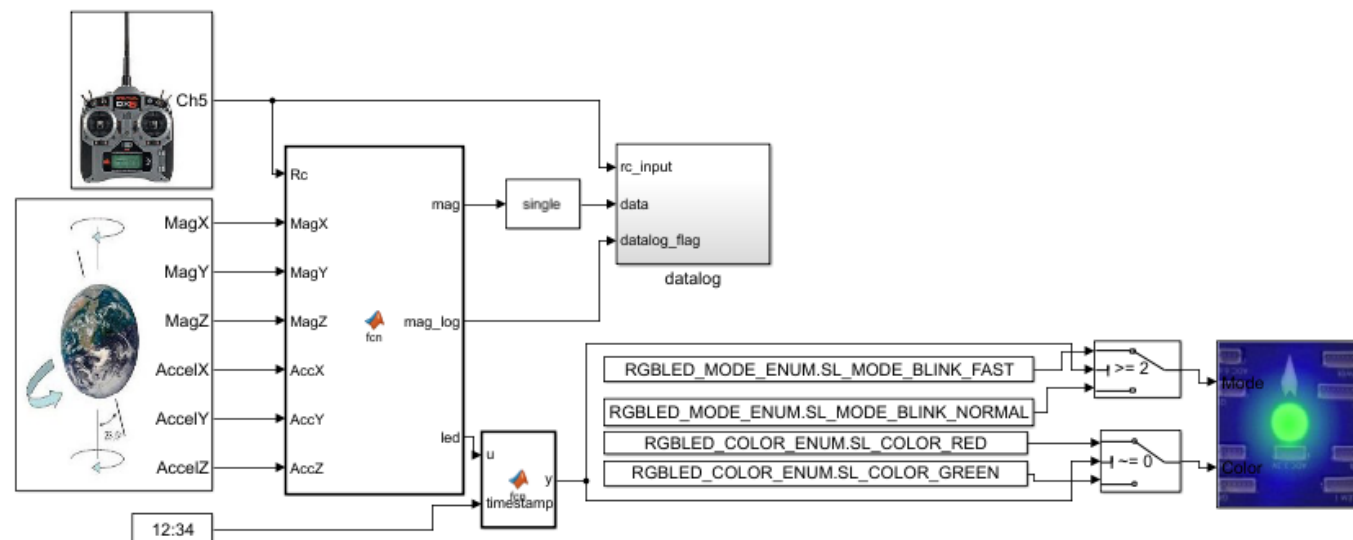 Ch5
DX6
Rc
rc_input
mag
single
data
datalog_flag
datalog
MagX
MagX
MagY
MagY
MagZ
MagZ
mag_log
fcn
AccelX
AccX
AccelY
AccY
AccelZ
AccZ
led
u
fcn
y
timestamp
12:34
RGBLED_MODE_ENUM.SL_MODE_BLINK_FAST
>= 2
Mode
RGBLED_MODE_ENUM.SL_MODE_BLINK_NORMAL
RGBLED_COLOR_ENUM.SL_COLOR_RED
~= 0
Color
RGBLED_COLOR_ENUM.SL_COLOR_GREEN